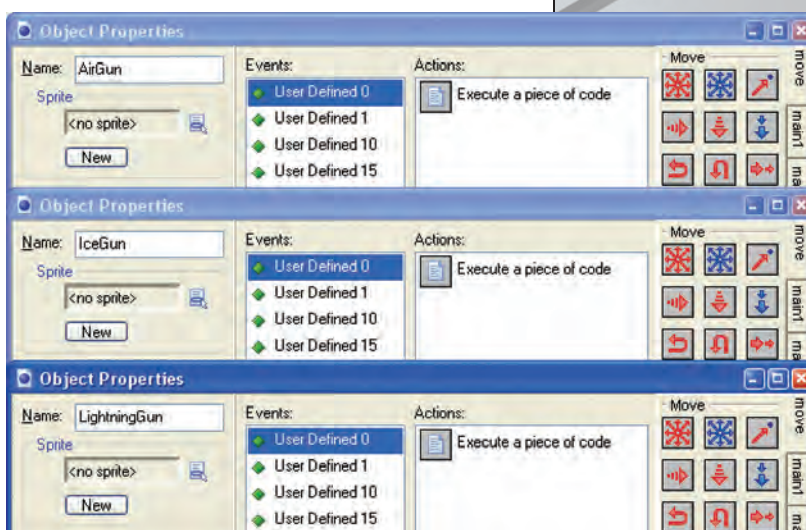 Object Properties
Name: AirGun
Events:
Actions:
Move
move
Sprite
User Defined 0
Execute a piece of code
<no sprite>
User Defined 1
main1
User Defined 10
New
User Defined 15
ma
Object Properties
Name: IceGun
Events:
Actions:
Move
move
Sprite
User Defined 0
Execute a piece of code
<no sprite>
User Defined 1
main1
User Defined 10
New
User Defined 15
ma
Object Properties
Name: LightningGun
Events:
Actions:
Move
move
Sprite
User Defined 0
Execute a piece of code
<no sprite>
User Defined 1
main1
User Defined 10
New
User Defined 15
ma